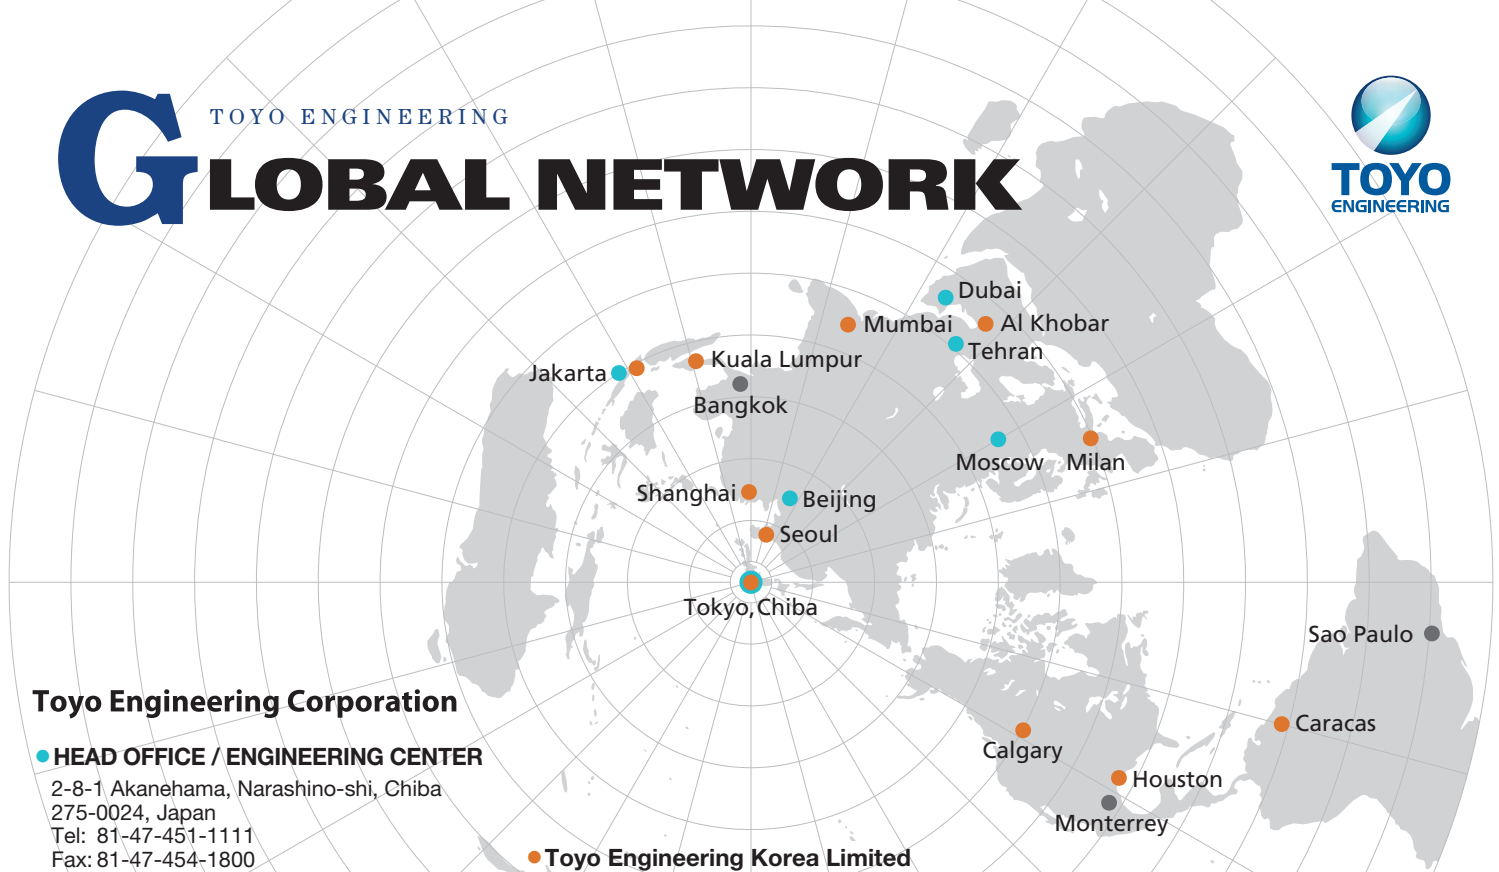 TOYO ENGINEERING
GLOBAL NETWORK
TOYO
ENGINEERING
Dubai
Mumbai
Al Khobar
Tehran
Jakarta
Kuala Lumpur
Bangkok
Moscow
Milan
Shanghai
Beijing
Seoul
Tokyo,Chiba
Sao Paulo
Caracas
Calgary
Houston
Monterrey
Toyo Engineering Corporation
HEAD OFFICE / ENGINEERING CENTER
2-8-1 Akanehama, Narashino-shi, Chiba
275-0024, Japan
Tel: 81-47-451-1111
Fax: 81-47-454-1800
Toyo Engineering Korea Limited